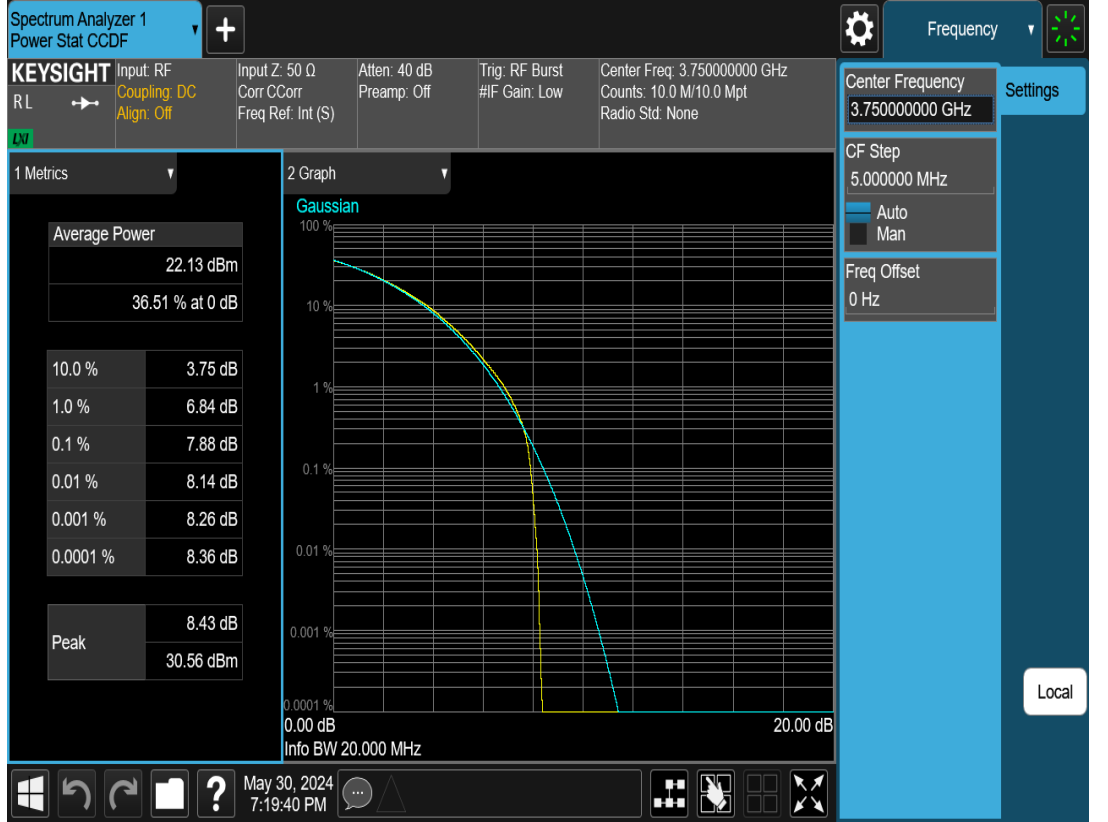 Spectrum Analyzer 1
Power Stat CCDF
+
Frequency
KEYSIGHT
RL
LXI
Input: RF
Coupling: DC
Align: Off
Input Z: 50 Ω
Corr CCorr
Freq Ref: Int (S)
Atten: 40 dB
Preamp: Off
Trig: RF Burst
#IF Gain: Low
Center Freq: 3.750000000 GHz
Counts: 10.0 M/10.0 Mpt
Radio Std: None
Center Frequency
3.750000000 GHz
Settings
CF Step
5.000000 MHz
Auto
Man
Freq Offset
0 Hz
1 Metrics
Average Power
22.13 dBm
36.51 % at 0 dB
10.0 % 3.75 dB
1.0 % 6.84 dB
0.1 % 7.88 dB
0.01 % 8.14 dB
0.001 % 8.26 dB
0.0001 % 8.36 dB
Peak
8.43 dB
30.56 dBm
2 Graph
Gaussian
100 %
10 %
1 %
0.1 %
0.01 %
0.001 %
0.0001 %
0.00 dB 20.00 dB
Info BW 20.000 MHz
Local
?
May 30, 2024
7:19:40 PM